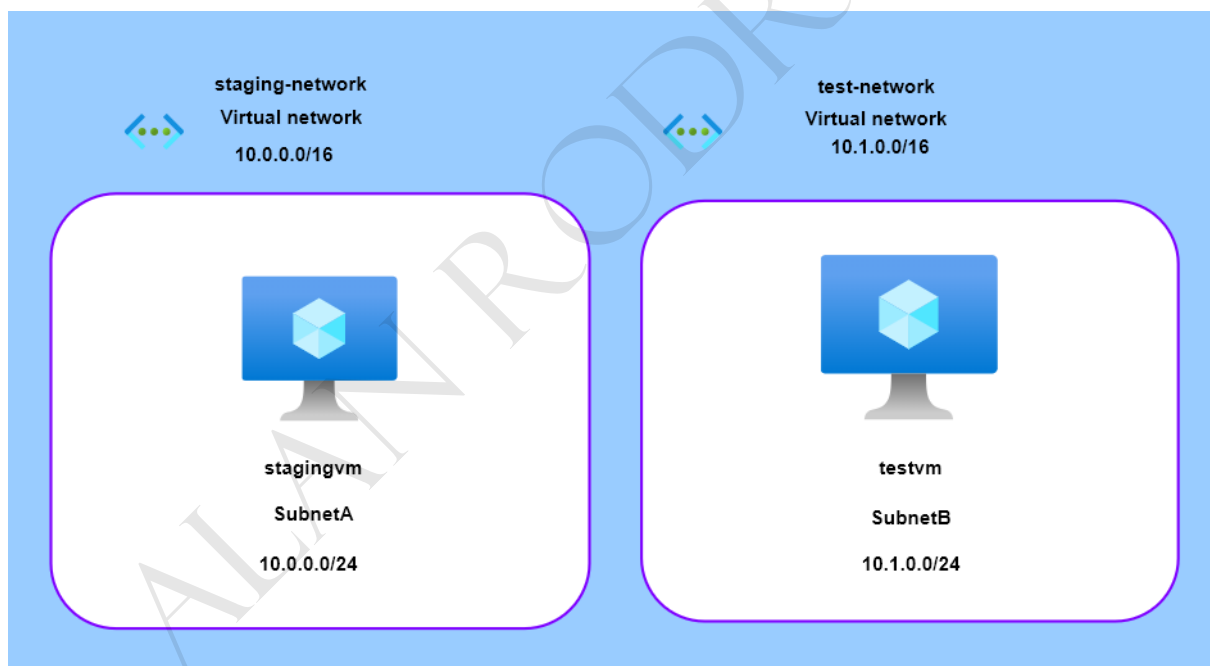 staging-network
Virtual network
10.0.0.0/16
test-network
Virtual network
10.1.0.0/16
stagingvm
SubnetA
10.0.0.0/24
testvm
SubnetB
10.1.0.0/24
ALAN